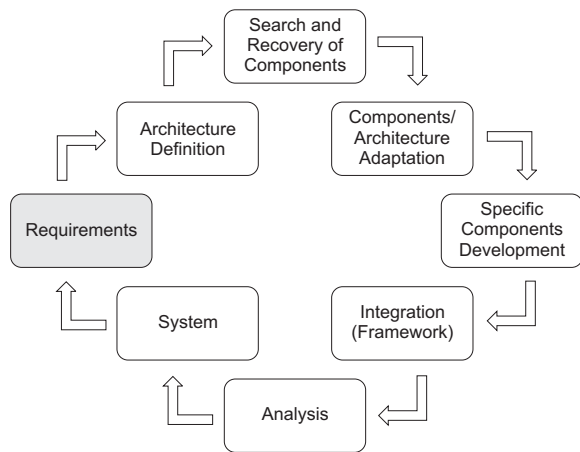 Search and
Recovery of
Components
Architecture
Definition
Components/
Architecture
Adaptation
Requirements
Specific
Components
Development
System
Integration
(Framework)
Analysis